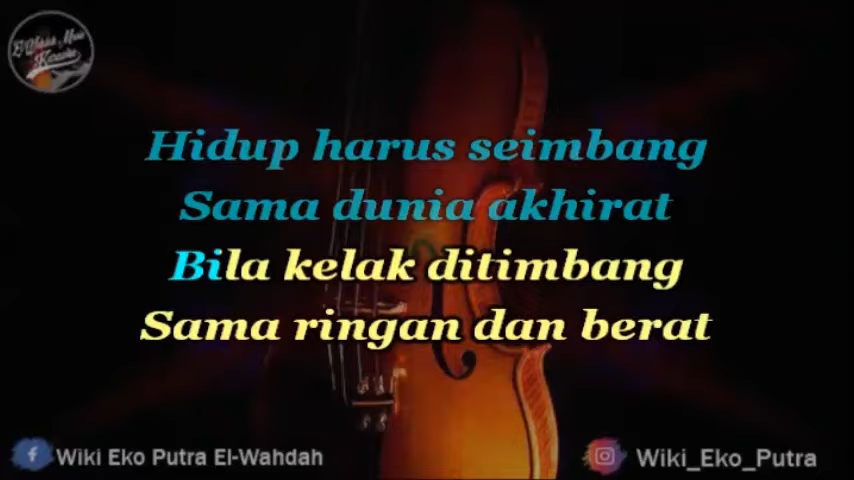 Hidup harus seimbang
Sama dunia akhirat
Bila kelak ditimbang
Sama ringan dan berat
Wiki Eko Putra El-Wahdah
Wiki_Eko_Putra